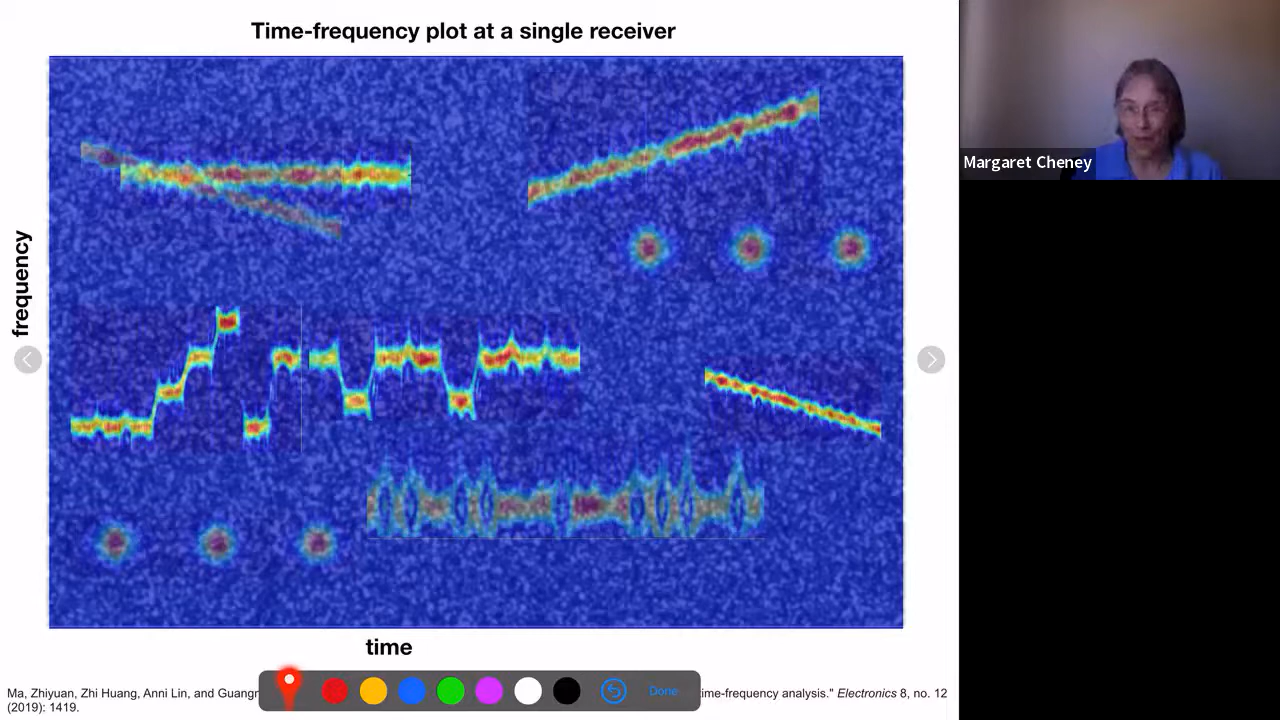 Time-frequency plot at a single receiver
Margaret Cheney
frequency
time
Done
Ma, Zhiyuan, Zhi Huang, Anni Lin, and Guangr
ime-frequency analysis." Electronics 8, no. 12
(2019): 1419.